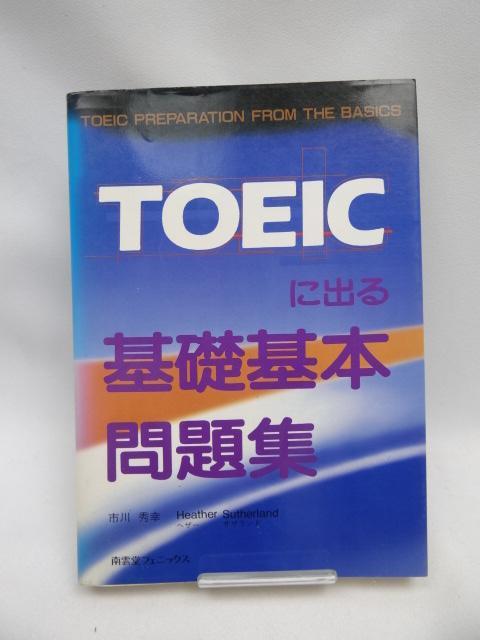 TOEIC PREPARATION FROM THE BASICS
TOEIC
に出る
基礎基本
問題集
市川 秀幸 Heather Sutherland
ヘザー サザランド
南雲堂フェニックス